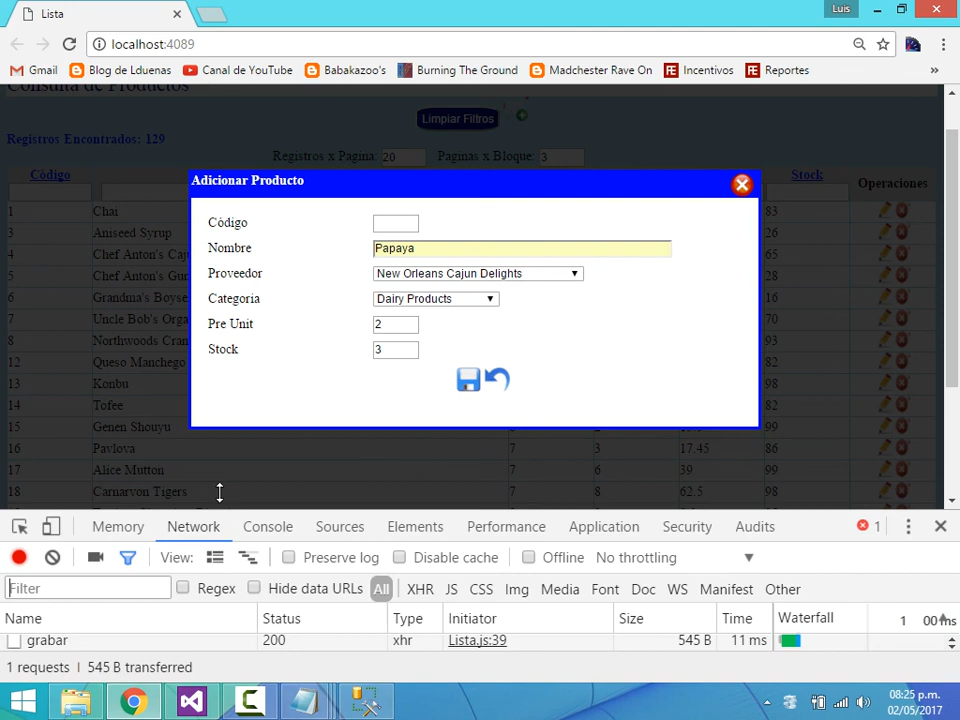 Lista
Luis
localhost:4089
Gmail Blog de Lduenas Canal de YouTube Babakazoo's Burning The Ground Madchester Rave On Incentivos Reportes »
Consulta de Productos
Limpiar Filtros
Registros Encontrados: 129
Registros x Pagina: 20 Paginas x Bloque: 3
Código Stock Operaciones
Adicionar Producto
Código
Nombre Papaya
Proveedor New Orleans Cajun Delights
Categoria Dairy Products
Pre Unit 2
Stock 3
1 Chai 83
3 Aniseed Syrup 26
4 Chef Anton's Caj 65
5 Chef Anton's Gu 28
6 Grandma's Boyse 16
7 Uncle Bob's Orga 70
8 Northwoods Cran 93
12 Queso Manchego 36
13 Konbu 98
14 Tofee 82
15 Genen Shouyu 99
16 Pavlova 7 3 17.45 86
17 Alice Mutton 7 6 39 99
18 Carnarvon Tigers 7 8 62.5 98
Memory Network Console Sources Elements Performance Application Security Audits 1
View: Preserve log Disable cache Offline No throttling
Filter Regex Hide data URLs All XHR JS CSS Img Media Font Doc WS Manifest Other
Name Status Type Initiator Size Time Waterfall 1
grabar 200 xhr Lista.js:39 545 B 11 ms
1 requests | 545 B transferred
08:25 p.m.
02/05/2017